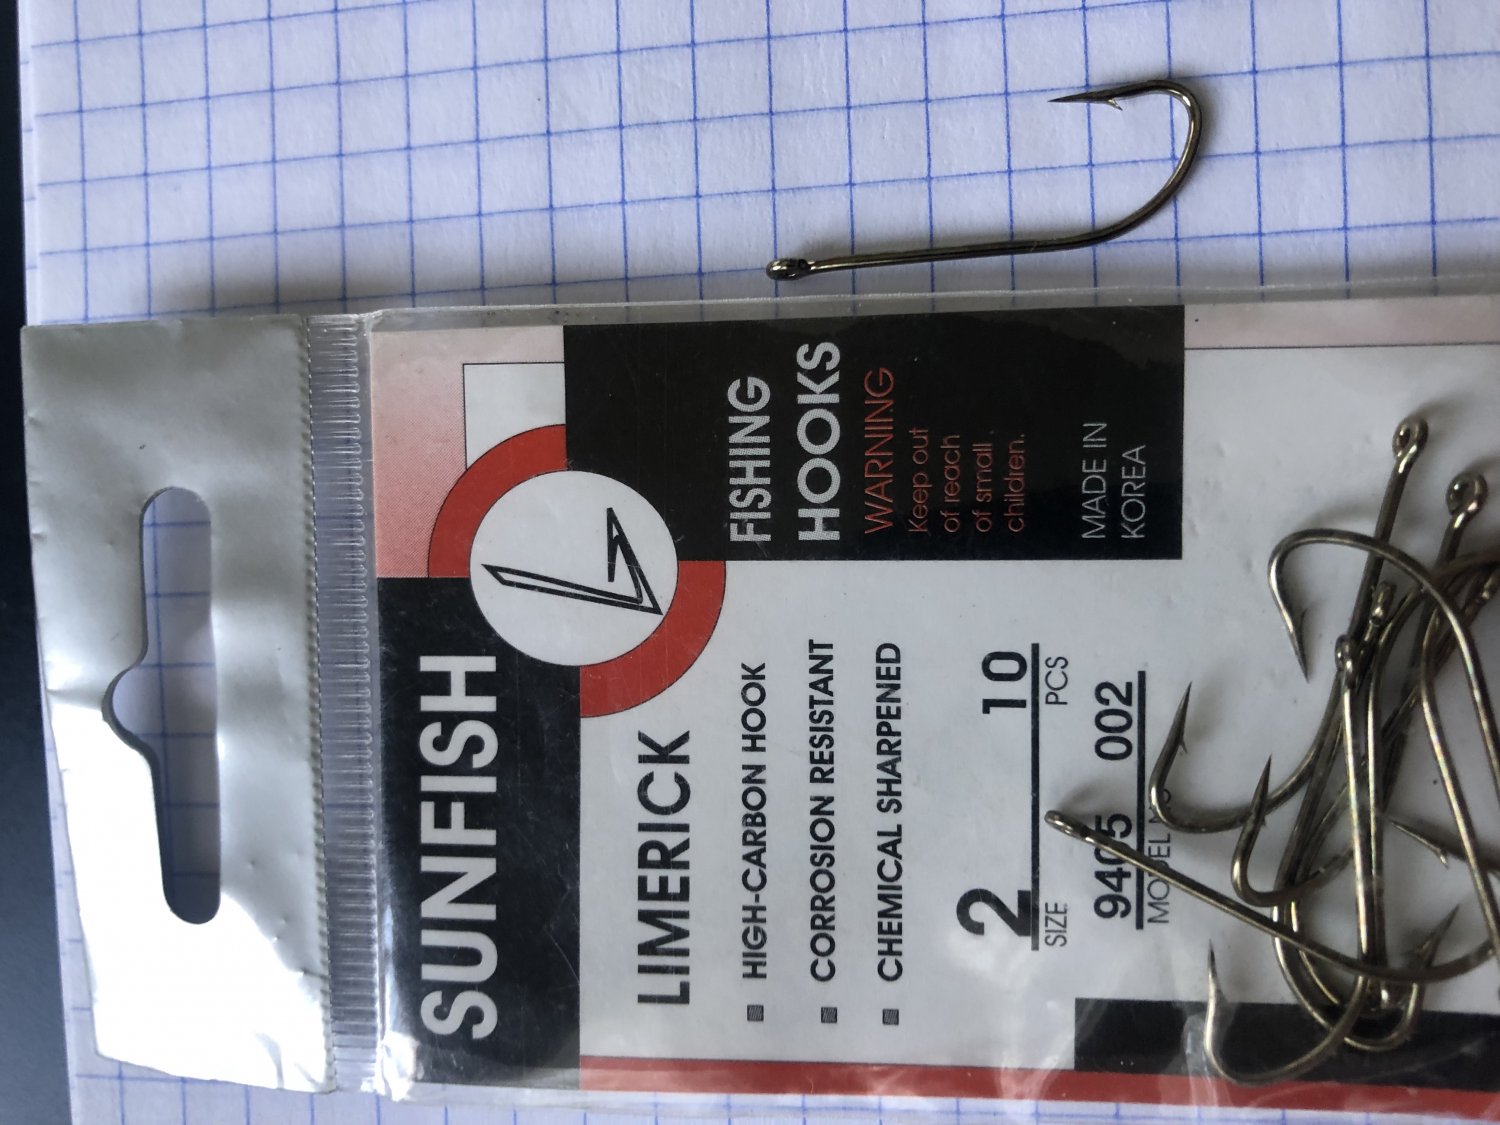 SUNFISH
LIMERICK
■ HIGH-CARBON HOOK
■ CORROSION RESISTANT
■ CHEMICAL SHARPENED
2 10
SIZE PCS
9405 002
MODEL
FISHING
HOOKS
WARNING
Keep out
of reach
of small
children.
MADE IN
KOREA